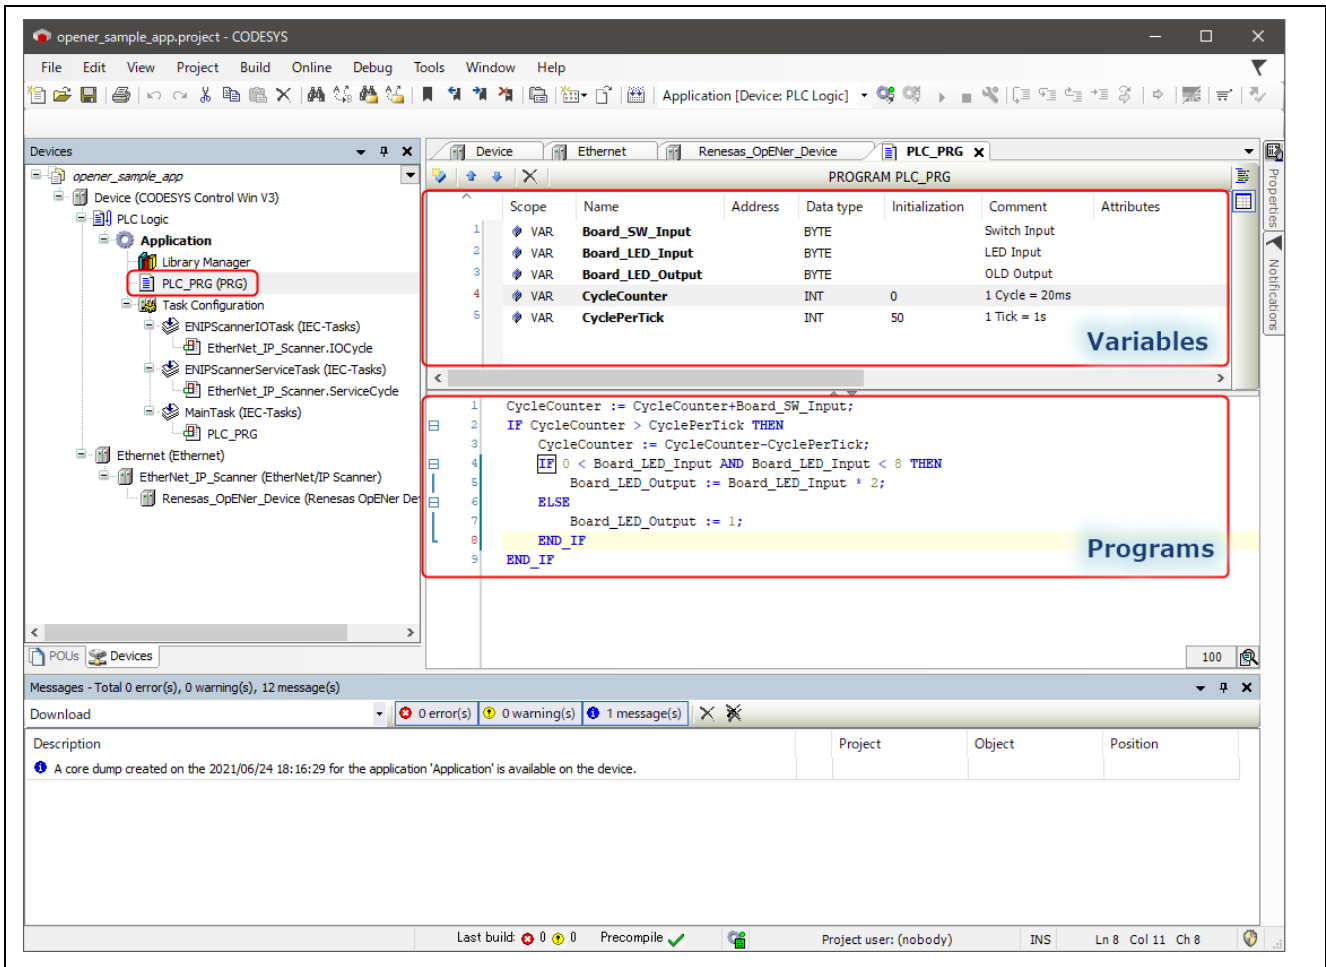 opener_sample_app.project - CODESYS
File Edit View Project Build Online Debug Tools Window Help
Application [Device: PLC Logic]
Devices
opener_sample_app
Device (CODESYS Control Win V3)
PLC Logic
Application
Library Manager
PLC_PRG (PRG)
Task Configuration
ENIPScannerIOTask (IEC-Tasks)
EtherNet_IP_Scanner.IOCycle
ENIPScannerServiceTask (IEC-Tasks)
EtherNet_IP_Scanner.ServiceCycle
MainTask (IEC-Tasks)
PLC_PRG
Ethernet (Ethernet)
EtherNet_IP_Scanner (EtherNet/IP Scanner)
Renesas_OpENer_Device (Renesas OpENer De
POUs Devices
Device Ethernet Renesas_OpENer_Device PLC_PRG
PROGRAM PLC_PRG
Scope Name Address Data type Initialization Comment Attributes
1 VAR Board_SW_Input BYTE Switch Input
2 VAR Board_LED_Input BYTE LED Input
3 VAR Board_LED_Output BYTE OLD Output
4 VAR CycleCounter INT 0 1 Cycle = 20ms
5 VAR CyclePerTick INT 50 1 Tick = 1s
Variables
1 CycleCounter := CycleCounter+Board_SW_Input;
2 IF CycleCounter > CyclePerTick THEN
3 CycleCounter := CycleCounter-CyclePerTick;
4 IF 0 < Board_LED_Input AND Board_LED_Input < 8 THEN
5 Board_LED_Output := Board_LED_Input * 2;
6 ELSE
7 Board_LED_Output := 1;
8 END_IF
9 END_IF
Programs
100
Properties
Notifications
Messages - Total 0 error(s), 0 warning(s), 12 message(s)
Download 0 error(s) 0 warning(s) 1 message(s)
Description Project Object Position
A core dump created on the 2021/06/24 18:16:29 for the application 'Application' is available on the device.
Last build: 0 0 Precompile Project user: (nobody) INS Ln 8 Col 11 Ch 8